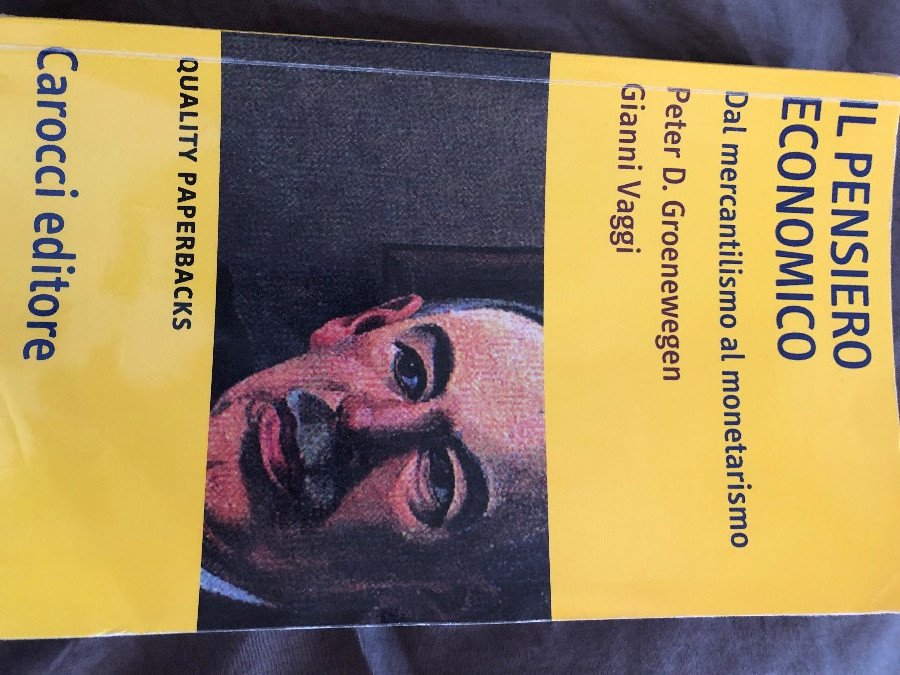 IL PENSIERO
ECONOMICO
Dal mercantilismo al monetarismo
Peter D. Groenewegen
Gianni Vaggi
QUALITY PAPERBACKS
Carocci editore